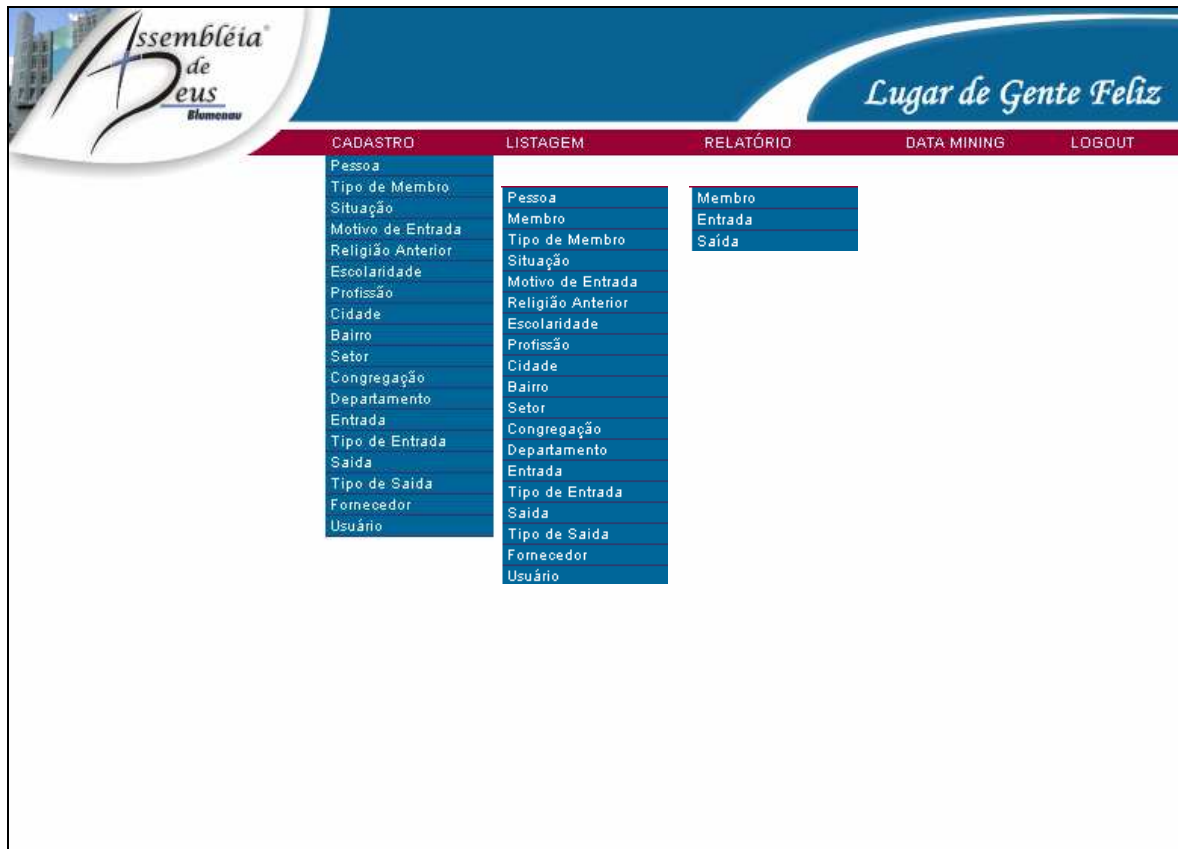 Assembléia®
de
Deus
Blumenau
Lugar de Gente Feliz
CADASTRO LISTAGEM RELATÓRIO DATA MINING LOGOUT
Pessoa
Tipo de Membro
Situação
Motivo de Entrada
Religião Anterior
Escolaridade
Profissão
Cidade
Bairro
Setor
Congregação
Departamento
Entrada
Tipo de Entrada
Saida
Tipo de Saida
Fornecedor
Usuário
Pessoa
Membro
Tipo de Membro
Situação
Motivo de Entrada
Religião Anterior
Escolaridade
Profissão
Cidade
Bairro
Setor
Congregação
Departamento
Entrada
Tipo de Entrada
Saida
Tipo de Saida
Fornecedor
Usuário
Membro
Entrada
Saída